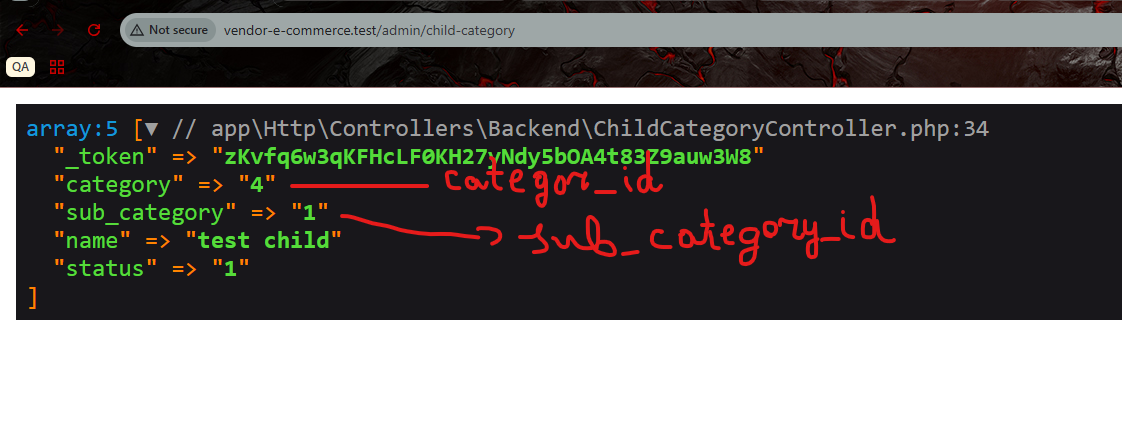 Not secure vendor-e-commerce.test/admin/child-category
QA
array:5 [▼ // app\Http\Controllers\Backend\ChildCategoryController.php:34
"_token" => "zKvfq6w3qKFHcLF0KH27yNdy5bOA4t83Z9auw3W8"
"category" => "4" categor_id
"sub_category" => "1" sub_category_id
"name" => "test child"
"status" => "1"
]